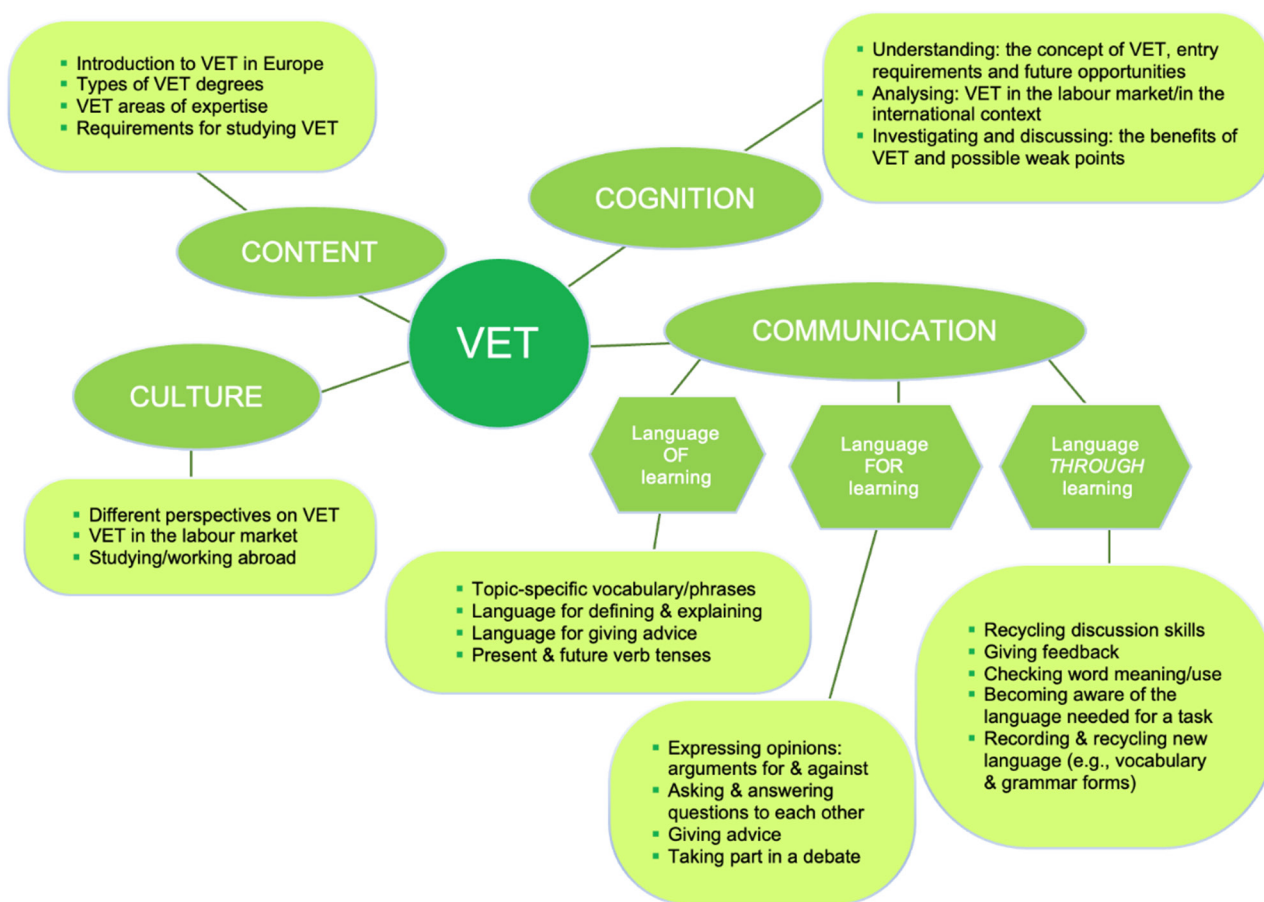 ▪ Introduction to VET in Europe
▪ Types of VET degrees
▪ VET areas of expertise
▪ Requirements for studying VET
▪ Understanding: the concept of VET, entry
requirements and future opportunities
▪ Analysing: VET in the labour market/in the
international context
▪ Investigating and discussing: the benefits of
VET and possible weak points
COGNITION
CONTENT
VET
COMMUNICATION
CULTURE
Language
OF
learning
Language
FOR
learning
Language
THROUGH
learning
▪ Different perspectives on VET
▪ VET in the labour market
▪ Studying/working abroad
▪ Topic-specific vocabulary/phrases
▪ Language for defining & explaining
▪ Language for giving advice
▪ Present & future verb tenses
▪ Expressing opinions:
arguments for & against
▪ Asking & answering
questions to each other
▪ Giving advice
▪ Taking part in a debate
▪ Recycling discussion skills
▪ Giving feedback
▪ Checking word meaning/use
▪ Becoming aware of the
language needed for a task
▪ Recording & recycling new
language (e.g., vocabulary
& grammar forms)